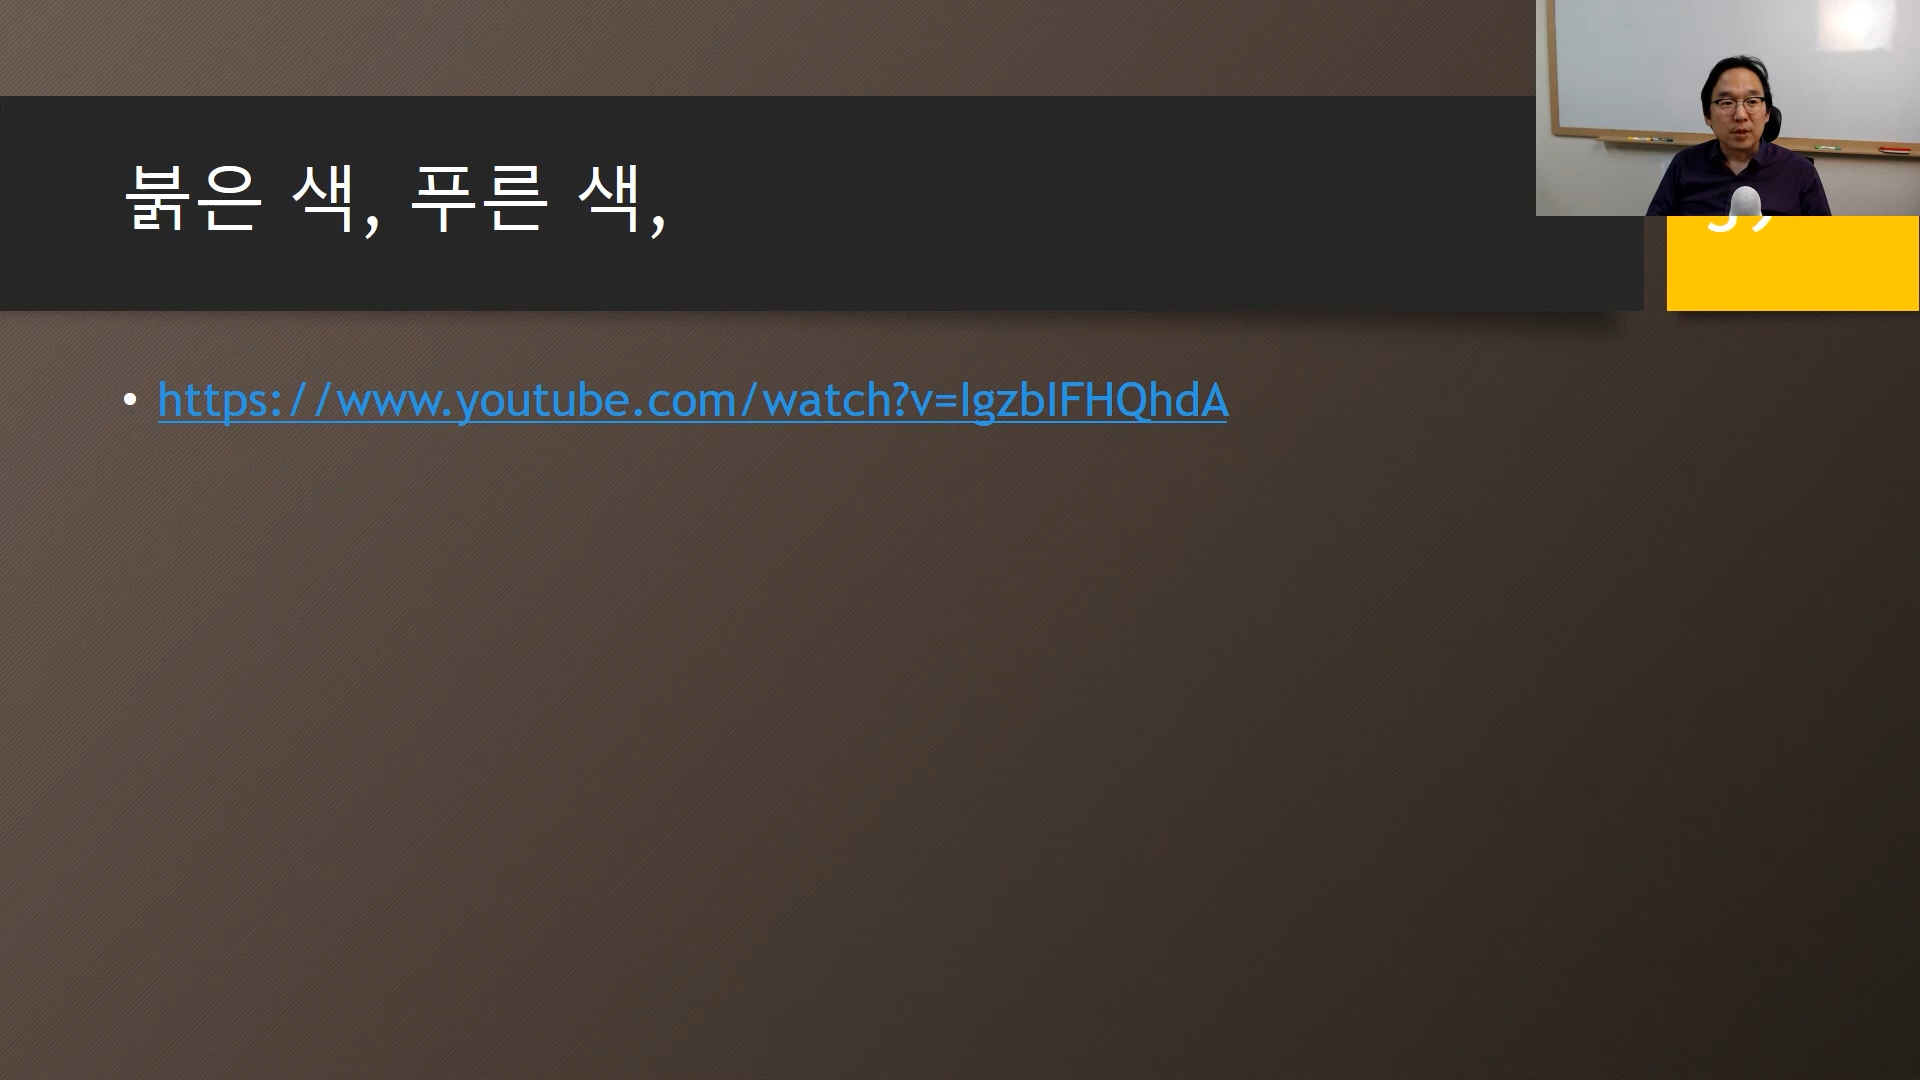 붉은 색, 푸른 색,
https://www.youtube.com/watch?v=IgzbIFHQhdA